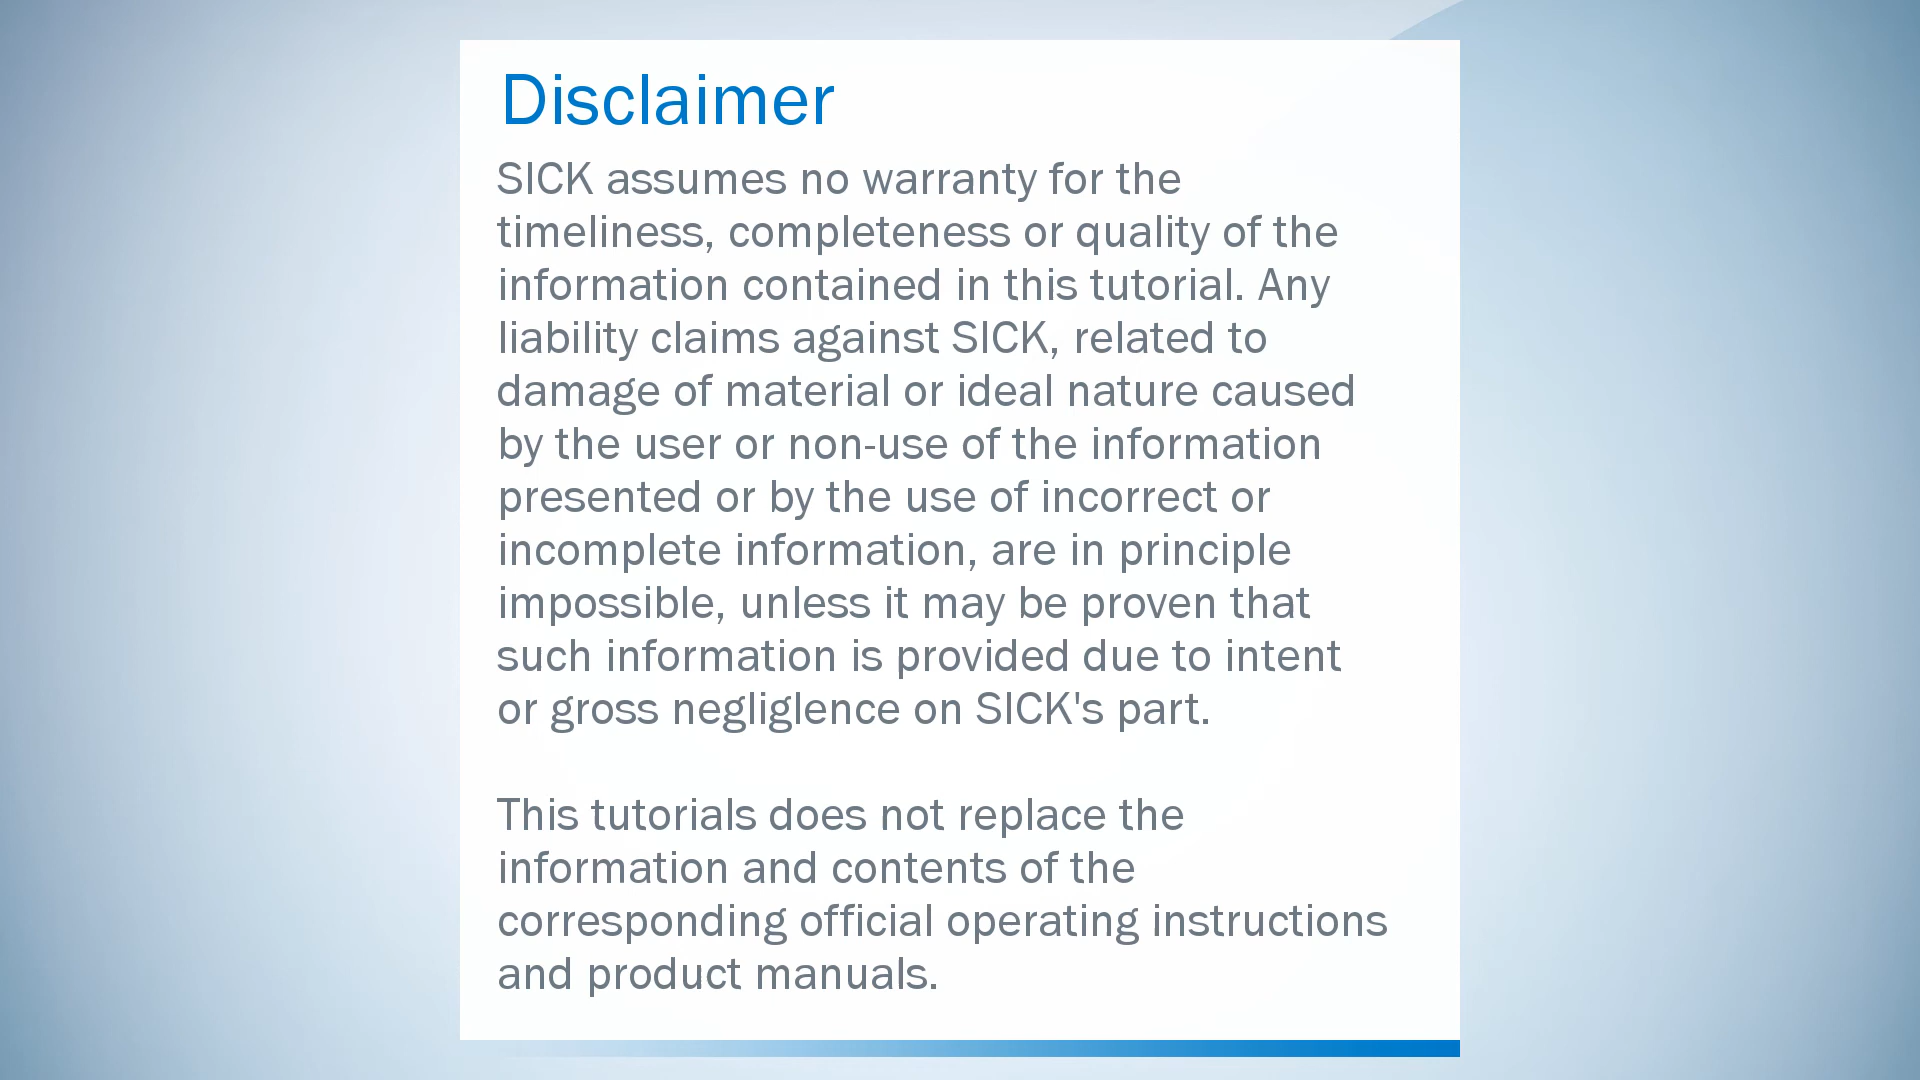 Disclaimer
SICK assumes no warranty for the
timeliness, completeness or quality of the
information contained in this tutorial. Any
liability claims against SICK, related to
damage of material or ideal nature caused
by the user or non-use of the information
presented or by the use of incorrect or
incomplete information, are in principle
impossible, unless it may be proven that
such information is provided due to intent
or gross negliglence on SICK's part.
This tutorials does not replace the
information and contents of the
corresponding official operating instructions
and product manuals.